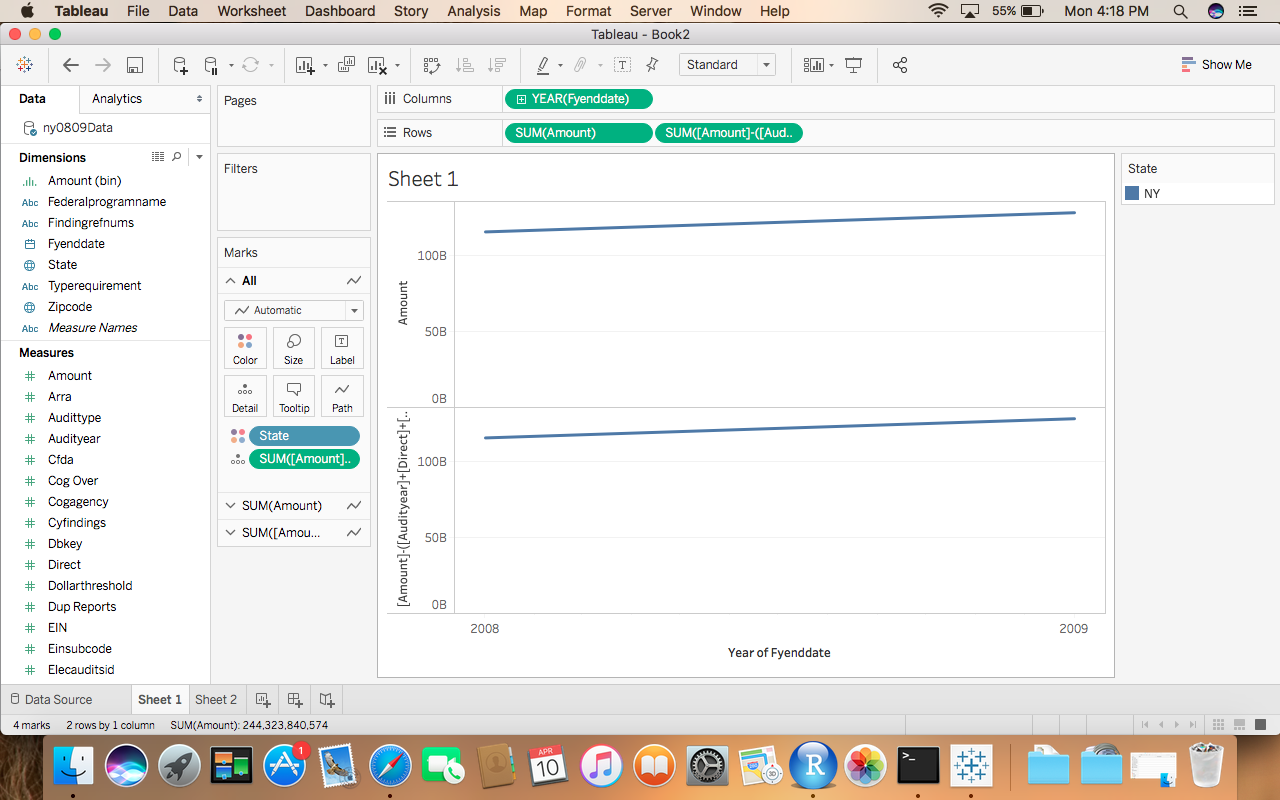 Tableau File Data Worksheet Dashboard Story Analysis Map Format Server Window Help 55% Mon 4:18 PM
Tableau - Book2
Standard Show Me
Data Analytics
ny0809Data
Dimensions
Amount (bin)
Abc Federalprogramname
Abc Findingrefnums
Fyenddate
State
Abc Typerequirement
Zipcode
Abc Measure Names
Measures
Amount
Arra
Audittype
Audityear
Cfda
Cog Over
Cogagency
Cyfindings
Dbkey
Direct
Dollarthreshold
Dup Reports
EIN
Einsubcode
Elecauditsid
Pages
Filters
Marks
All
Automatic
Color Size Label
Detail Tooltip Path
State
SUM([Amount]..
SUM(Amount)
SUM([Amou...
Columns YEAR(Fyenddate)
Rows SUM(Amount) SUM([Amount]-([Aud..
Sheet 1
100B
50B
0B
Amount
100B
50B
0B
[Amount]-([Audityear]+[Direct]+[..
2008 2009
Year of Fyenddate
State
NY
Data Source Sheet 1 Sheet 2
4 marks 2 rows by 1 column SUM(Amount): 244,323,840,574
1
APR
10
3D
R
>_